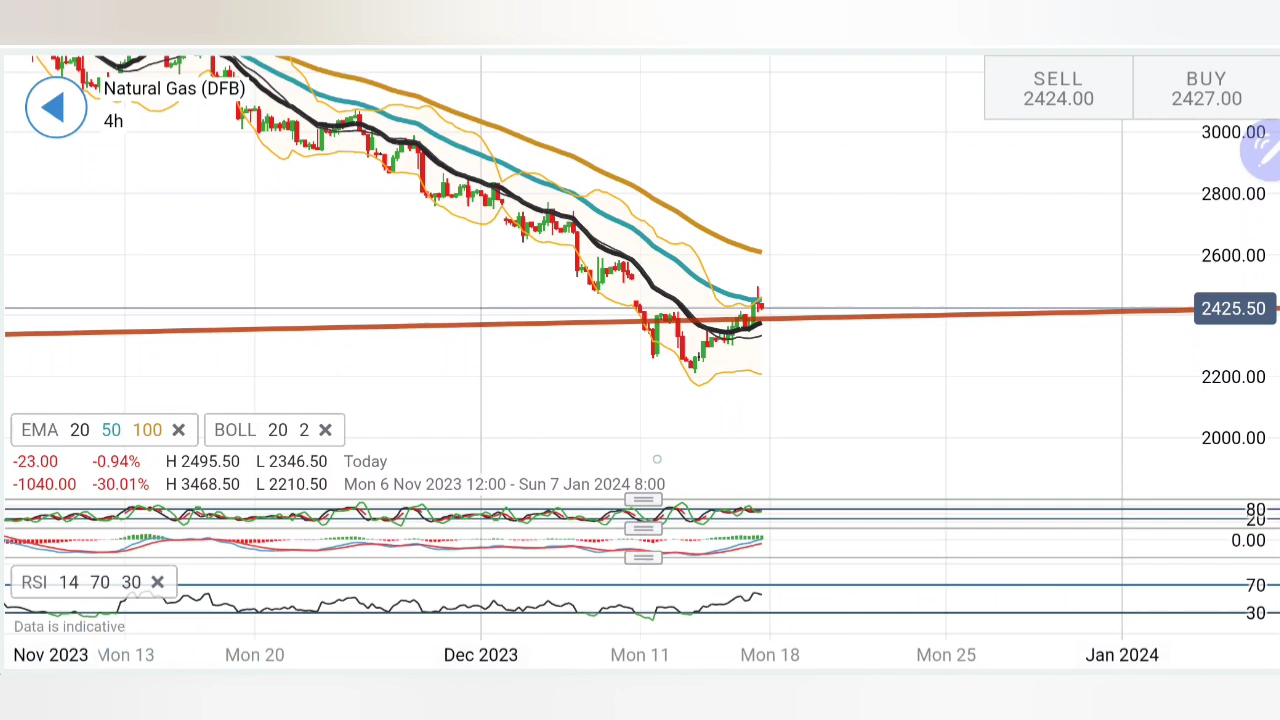 Natural Gas (DFB)
4h
SELL
2424.00
BUY
2427.00
3000.00
2800.00
2600.00
2425.50
2200.00
2000.00
EMA 20 50 100
BOLL 20 2
-23.00 -0.94% H 2495.50 L 2346.50 Today
-1040.00 -30.01% H 3468.50 L 2210.50 Mon 6 Nov 2023 12:00 - Sun 7 Jan 2024 8:00
80
20
0.00
RSI 14 70 30
70
30
Data is indicative
Nov 2023 Mon 13 Mon 20 Dec 2023 Mon 11 Mon 18 Mon 25 Jan 2024